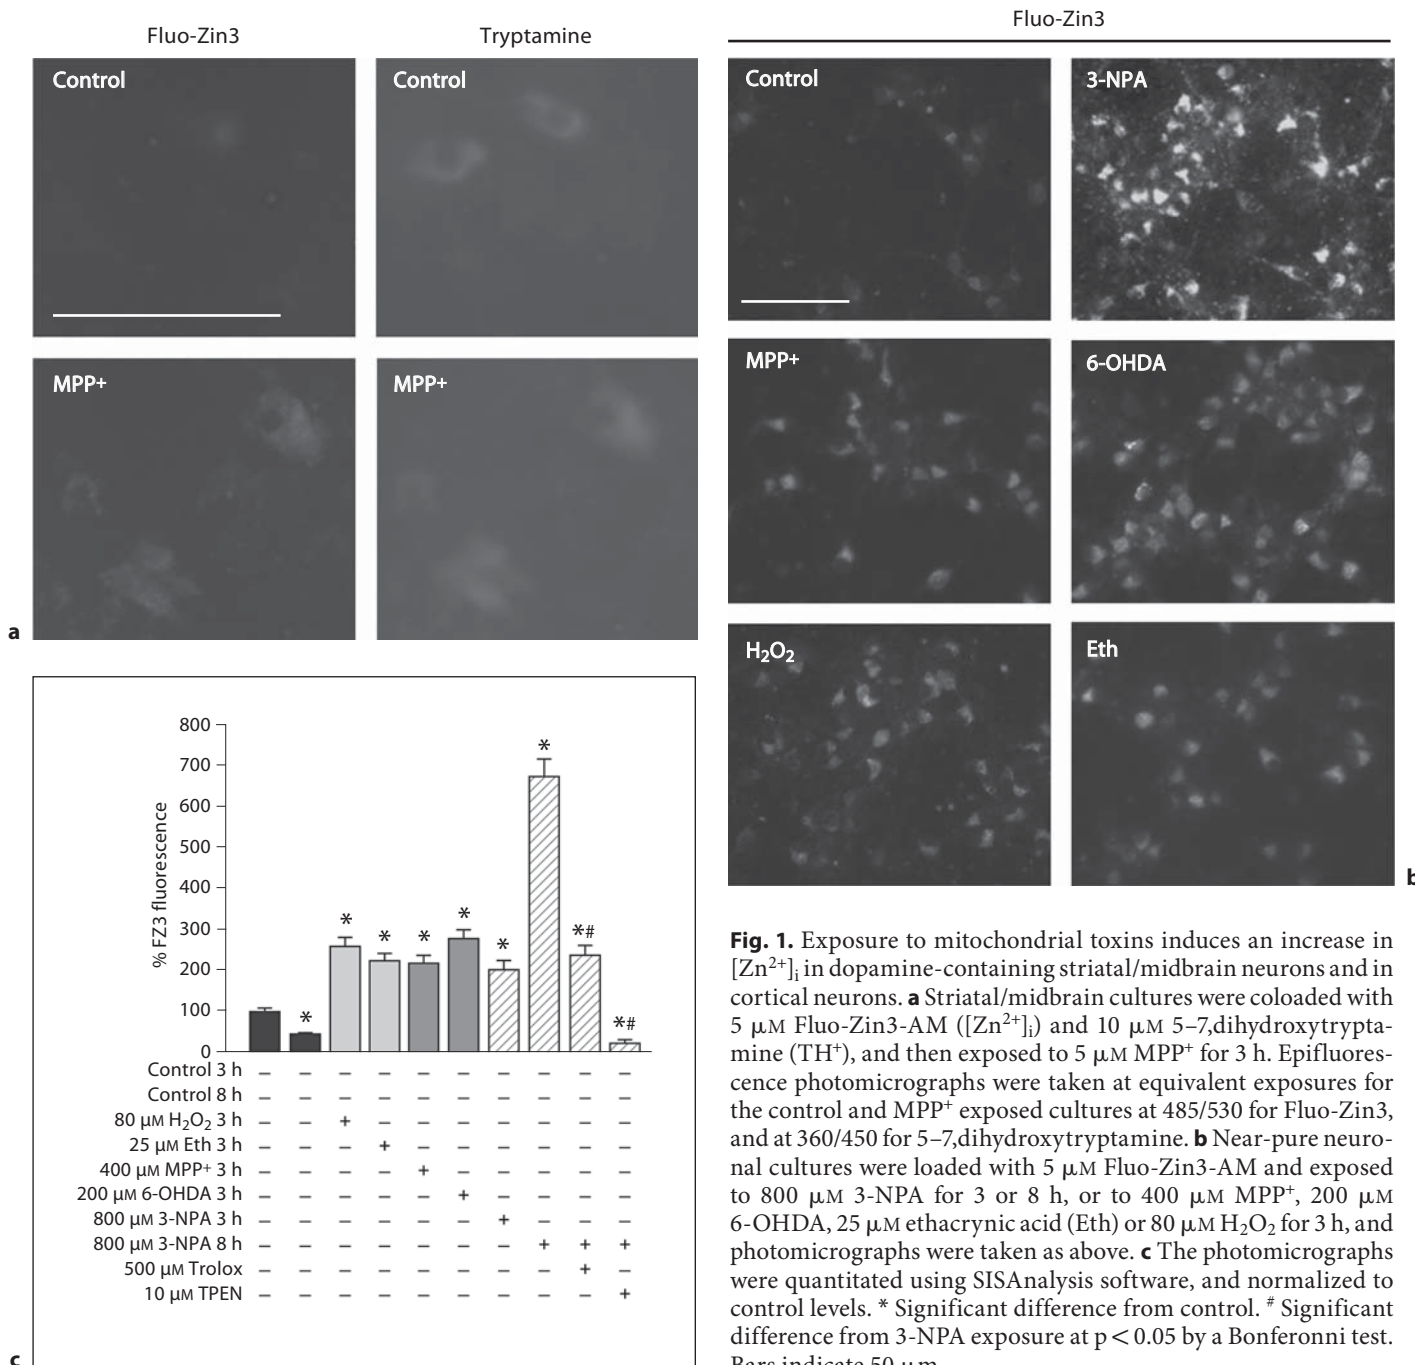 Fluo-Zin3
Tryptamine
Control
Control
MPP+
MPP+
a
Fluo-Zin3
Control
3-NPA
MPP+
6-OHDA
H₂O₂
Eth
b
800
700
600
500
400
300
200
100
0
% FZ3 fluorescence
* * * * * * * *# *#
Control 3 h – – – – – – – – – –
Control 8 h – – – – – – – – – –
80 μM H₂O₂ 3 h – – + – – – – – – –
25 μM Eth 3 h – – – + – – – – – –
400 μM MPP⁺ 3 h – – – – + – – – – –
200 μM 6-OHDA 3 h – – – – – + – – – –
800 μM 3-NPA 3 h – – – – – – + – – –
800 μM 3-NPA 8 h – – – – – – – + + +
500 μM Trolox – – – – – – – – + –
10 μM TPEN – – – – – – – – – +
c
Fig. 1. Exposure to mitochondrial toxins induces an increase in
[Zn²⁺]ᵢ in dopamine-containing striatal/midbrain neurons and in
cortical neurons. a Striatal/midbrain cultures were coloaded with
5 μM Fluo-Zin3-AM ([Zn²⁺]ᵢ) and 10 μM 5–7,dihydroxytrypta-
mine (TH⁺), and then exposed to 5 μM MPP⁺ for 3 h. Epifluores-
cence photomicrographs were taken at equivalent exposures for
the control and MPP⁺ exposed cultures at 485/530 for Fluo-Zin3,
and at 360/450 for 5–7,dihydroxytryptamine. b Near-pure neuro-
nal cultures were loaded with 5 μM Fluo-Zin3-AM and exposed
to 800 μM 3-NPA for 3 or 8 h, or to 400 μM MPP⁺, 200 μM
6-OHDA, 25 μM ethacrynic acid (Eth) or 80 μM H₂O₂ for 3 h, and
photomicrographs were taken as above. c The photomicrographs
were quantitated using SISAnalysis software, and normalized to
control levels. * Significant difference from control. # Significant
difference from 3-NPA exposure at p < 0.05 by a Bonferonni test.
Bars indicate 50 μm